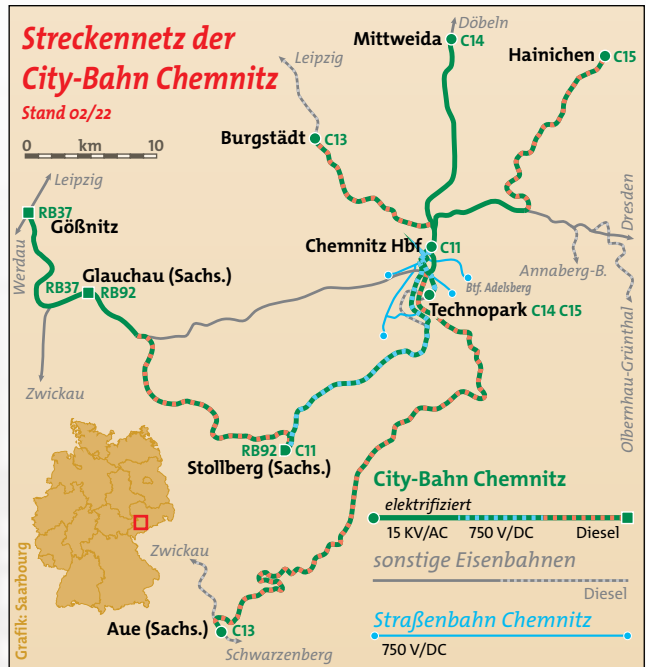 Streckennetz der
City-Bahn Chemnitz
Stand 02/22
0 km 10
Döbeln
Mittweida C14
Hainichen C15
Leipzig
Burgstädt C13
Leipzig
RB37
Gößnitz
Werdau
Chemnitz Hbf C11
Dresden
Annaberg-B.
RB37 Glauchau (Sachs.)
RB92
Btf. Adelsberg
Technopark C14 C15
Olbernhau-Grünthal
Zwickau
RB92 C11
Stollberg (Sachs.)
City-Bahn Chemnitz
elektrifiziert
15 KV/AC 750 V/DC Diesel
sonstige Eisenbahnen
Diesel
Straßenbahn Chemnitz
750 V/DC
Zwickau
Aue (Sachs.) C13
Schwarzenberg
Grafik: Saarbourg